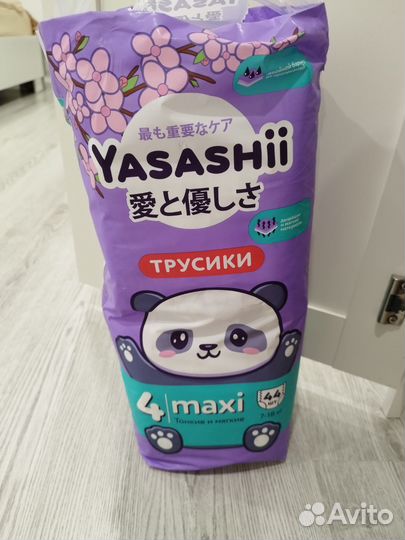 最も重要なケア
YASASHii
愛と優しさ
ТРУСИКИ
4 maxi
Тонкие и мягкие
44
шт
Avito